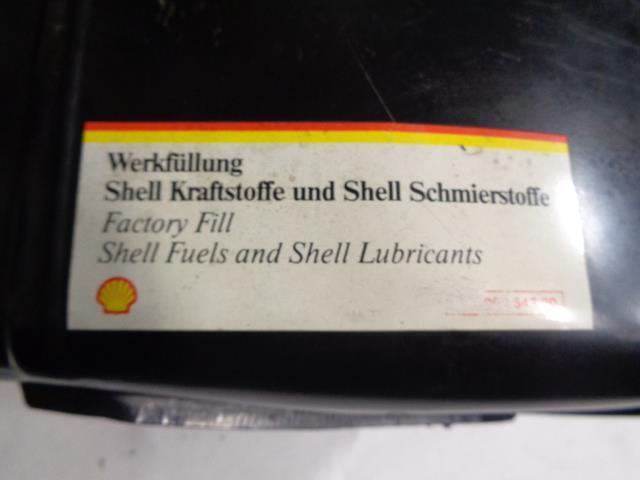 Werkfüllung
Shell Kraftstoffe und Shell Schmierstoffe
Factory Fill
Shell Fuels and Shell Lubricants